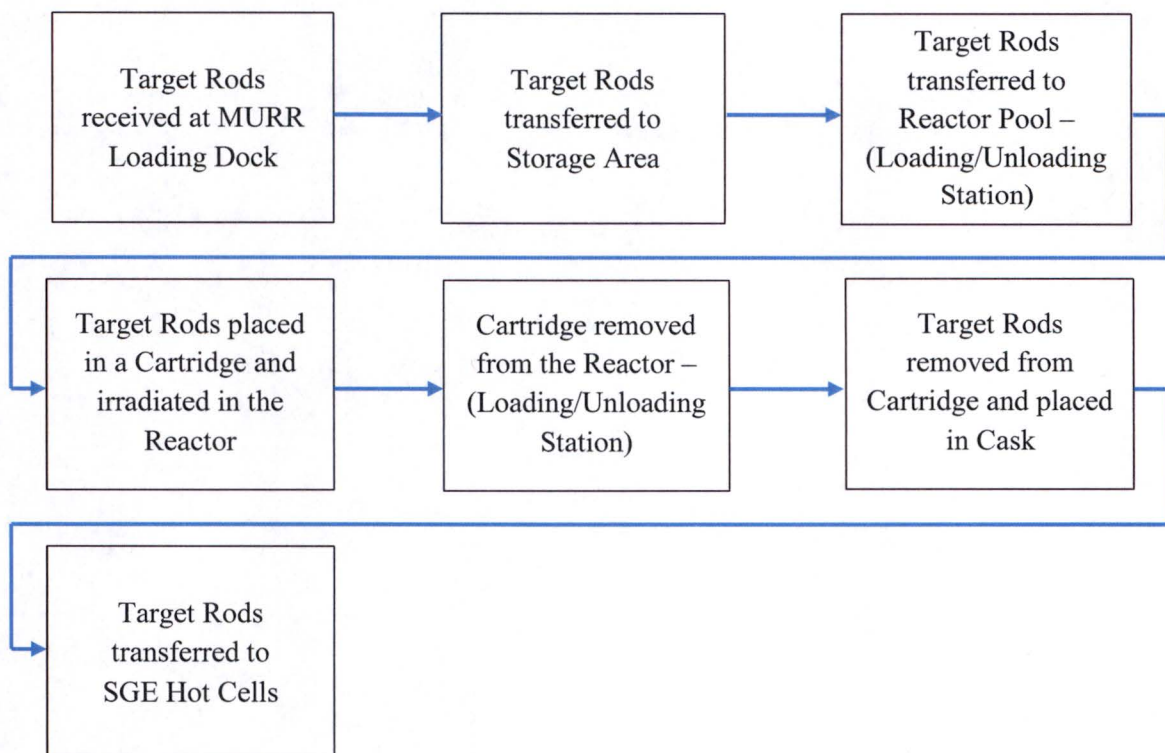 Target Rods
received at MURR
Loading Dock
Target Rods
transferred to
Storage Area
Target Rods
transferred to
Reactor Pool –
(Loading/Unloading
Station)
Target Rods placed
in a Cartridge and
irradiated in the
Reactor
Cartridge removed
from the Reactor –
(Loading/Unloading
Station)
Target Rods
removed from
Cartridge and placed
in Cask
Target Rods
transferred to
SGE Hot Cells